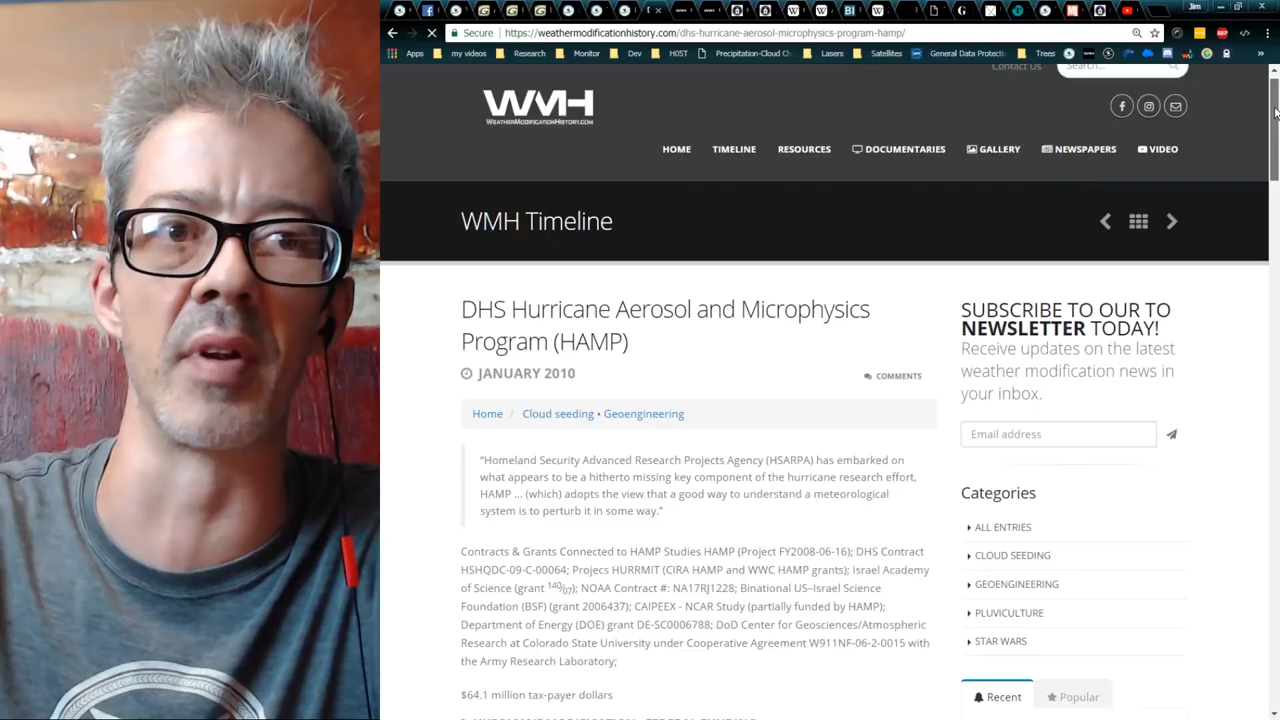 Jim
Secure
https://weathermodificationhistory.com/dhs-hurricane-aerosol-microphysics-program-hamp/
Apps
my videos
Research
Monitor
Dev
H05T
Precipitation-Cloud Ch
Lasers
Satellites
General Data Protecti
Trees
Contact Us
Search...
WMH
WEATHERMODIFICATIONHISTORY.COM
HOME
TIMELINE
RESOURCES
DOCUMENTARIES
GALLERY
NEWSPAPERS
VIDEO
WMH Timeline
DHS Hurricane Aerosol and Microphysics
Program (HAMP)
JANUARY 2010
COMMENTS
Home / Cloud seeding • Geoengineering
“Homeland Security Advanced Research Projects Agency (HSARPA) has embarked on
what appears to be a hitherto missing key component of the hurricane research effort,
HAMP ... (which) adopts the view that a good way to understand a meteorological
system is to perturb it in some way.”
Contracts & Grants Connected to HAMP Studies HAMP (Project FY2008-06-16); DHS Contract
HSHQDC-09-C-00064; Projecs HURRMIT (CIRA HAMP and WWC HAMP grants); Israel Academy
of Science (grant 140⁄67); NOAA Contract #: NA17RJ1228; Binational US–Israel Science
Foundation (BSF) (grant 2006437); CAIPEEX - NCAR Study (partially funded by HAMP);
Department of Energy (DOE) grant DE-SC0006788; DoD Center for Geosciences/Atmospheric
Research at Colorado State University under Cooperative Agreement W911NF-06-2-0015 with
the Army Research Laboratory;
$64.1 million tax-payer dollars
SUBSCRIBE TO OUR TO
NEWSLETTER TODAY!
Receive updates on the latest
weather modification news in
your inbox.
Email address
Categories
ALL ENTRIES
CLOUD SEEDING
GEOENGINEERING
PLUVICULTURE
STAR WARS
Recent
Popular